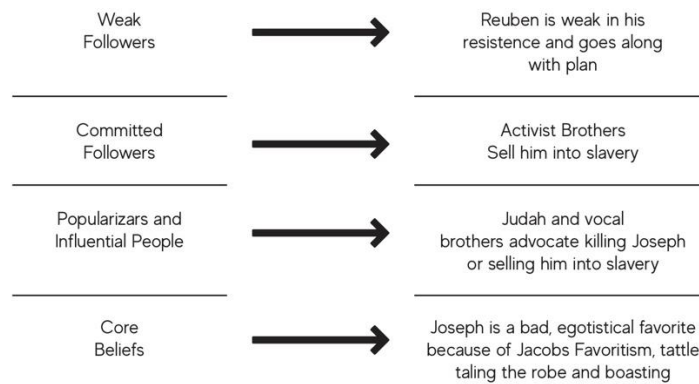 Weak
Followers
Reuben is weak in his
resistence and goes along
with plan
Committed
Followers
Activist Brothers
Sell him into slavery
Popularizars and
Influential People
Judah and vocal
brothers advocate killing Joseph
or selling him into slavery
Core
Beliefs
Joseph is a bad, egotistical favorite
because of Jacobs Favoritism, tattle
taling the robe and boasting